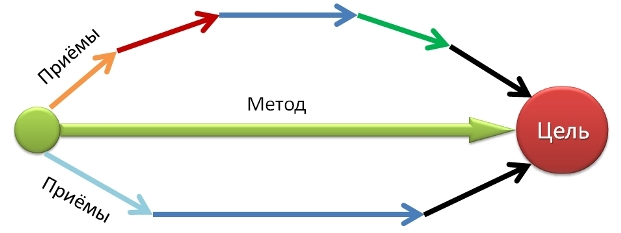 Приёмы
Метод
Цель
Приёмы